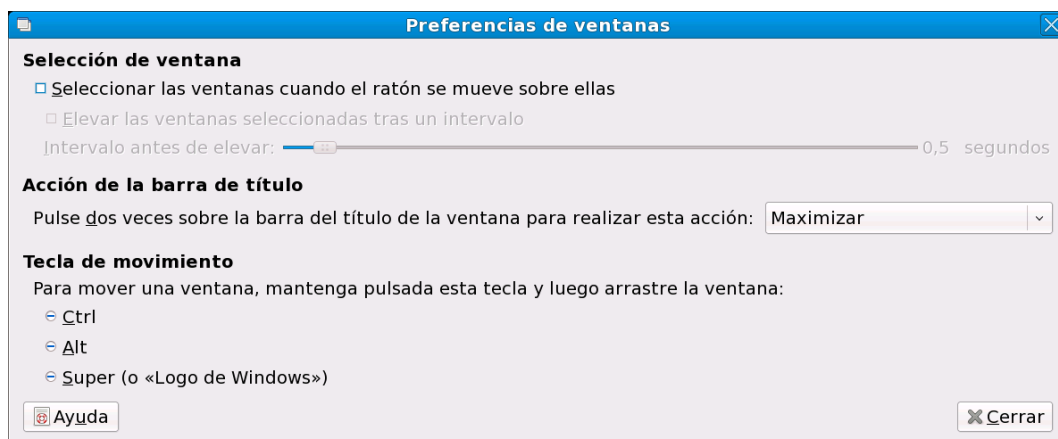 Preferencias de ventanas
Selección de ventana
Seleccionar las ventanas cuando el ratón se mueve sobre ellas
Elevar las ventanas seleccionadas tras un intervalo
Intervalo antes de elevar: 0,5 segundos
Acción de la barra de título
Pulse dos veces sobre la barra del título de la ventana para realizar esta acción: Maximizar
Tecla de movimiento
Para mover una ventana, mantenga pulsada esta tecla y luego arrastre la ventana:
Ctrl
Alt
Super (o «Logo de Windows»)
Ayuda Cerrar